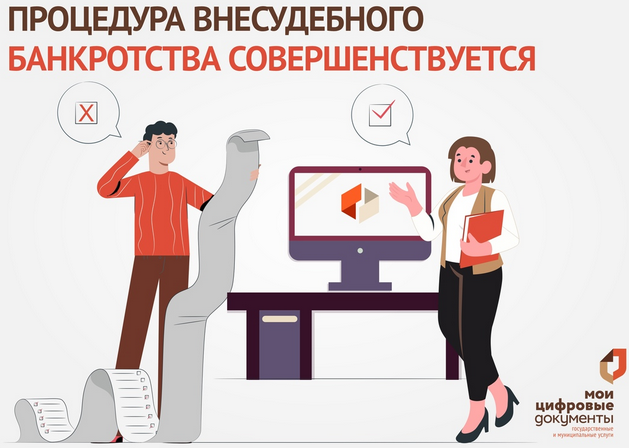 ПРОЦЕДУРА ВНЕСУДЕБНОГО
БАНКРОТСТВА СОВЕРШЕНСТВУЕТСЯ
мои
цифровые
документы
государственные
и муниципальные услуги